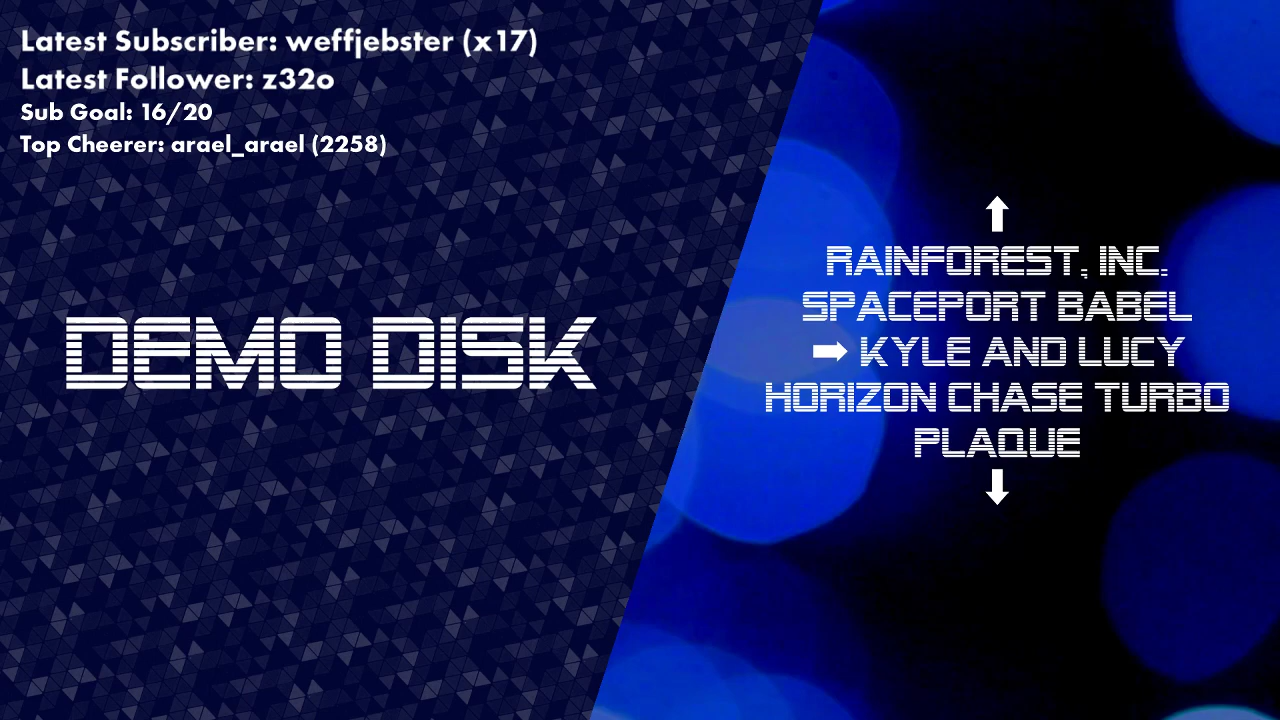 Latest Subscriber: weffjebster (x17)
Latest Follower: z32o
Sub Goal: 16/20
Top Cheerer: arael_arael (2258)
DEMO DISK
RAINFOREST, INC.
SPACEPORT BABEL
KYLE AND LUCY
HORIZON CHASE TURBO
PLAQUE